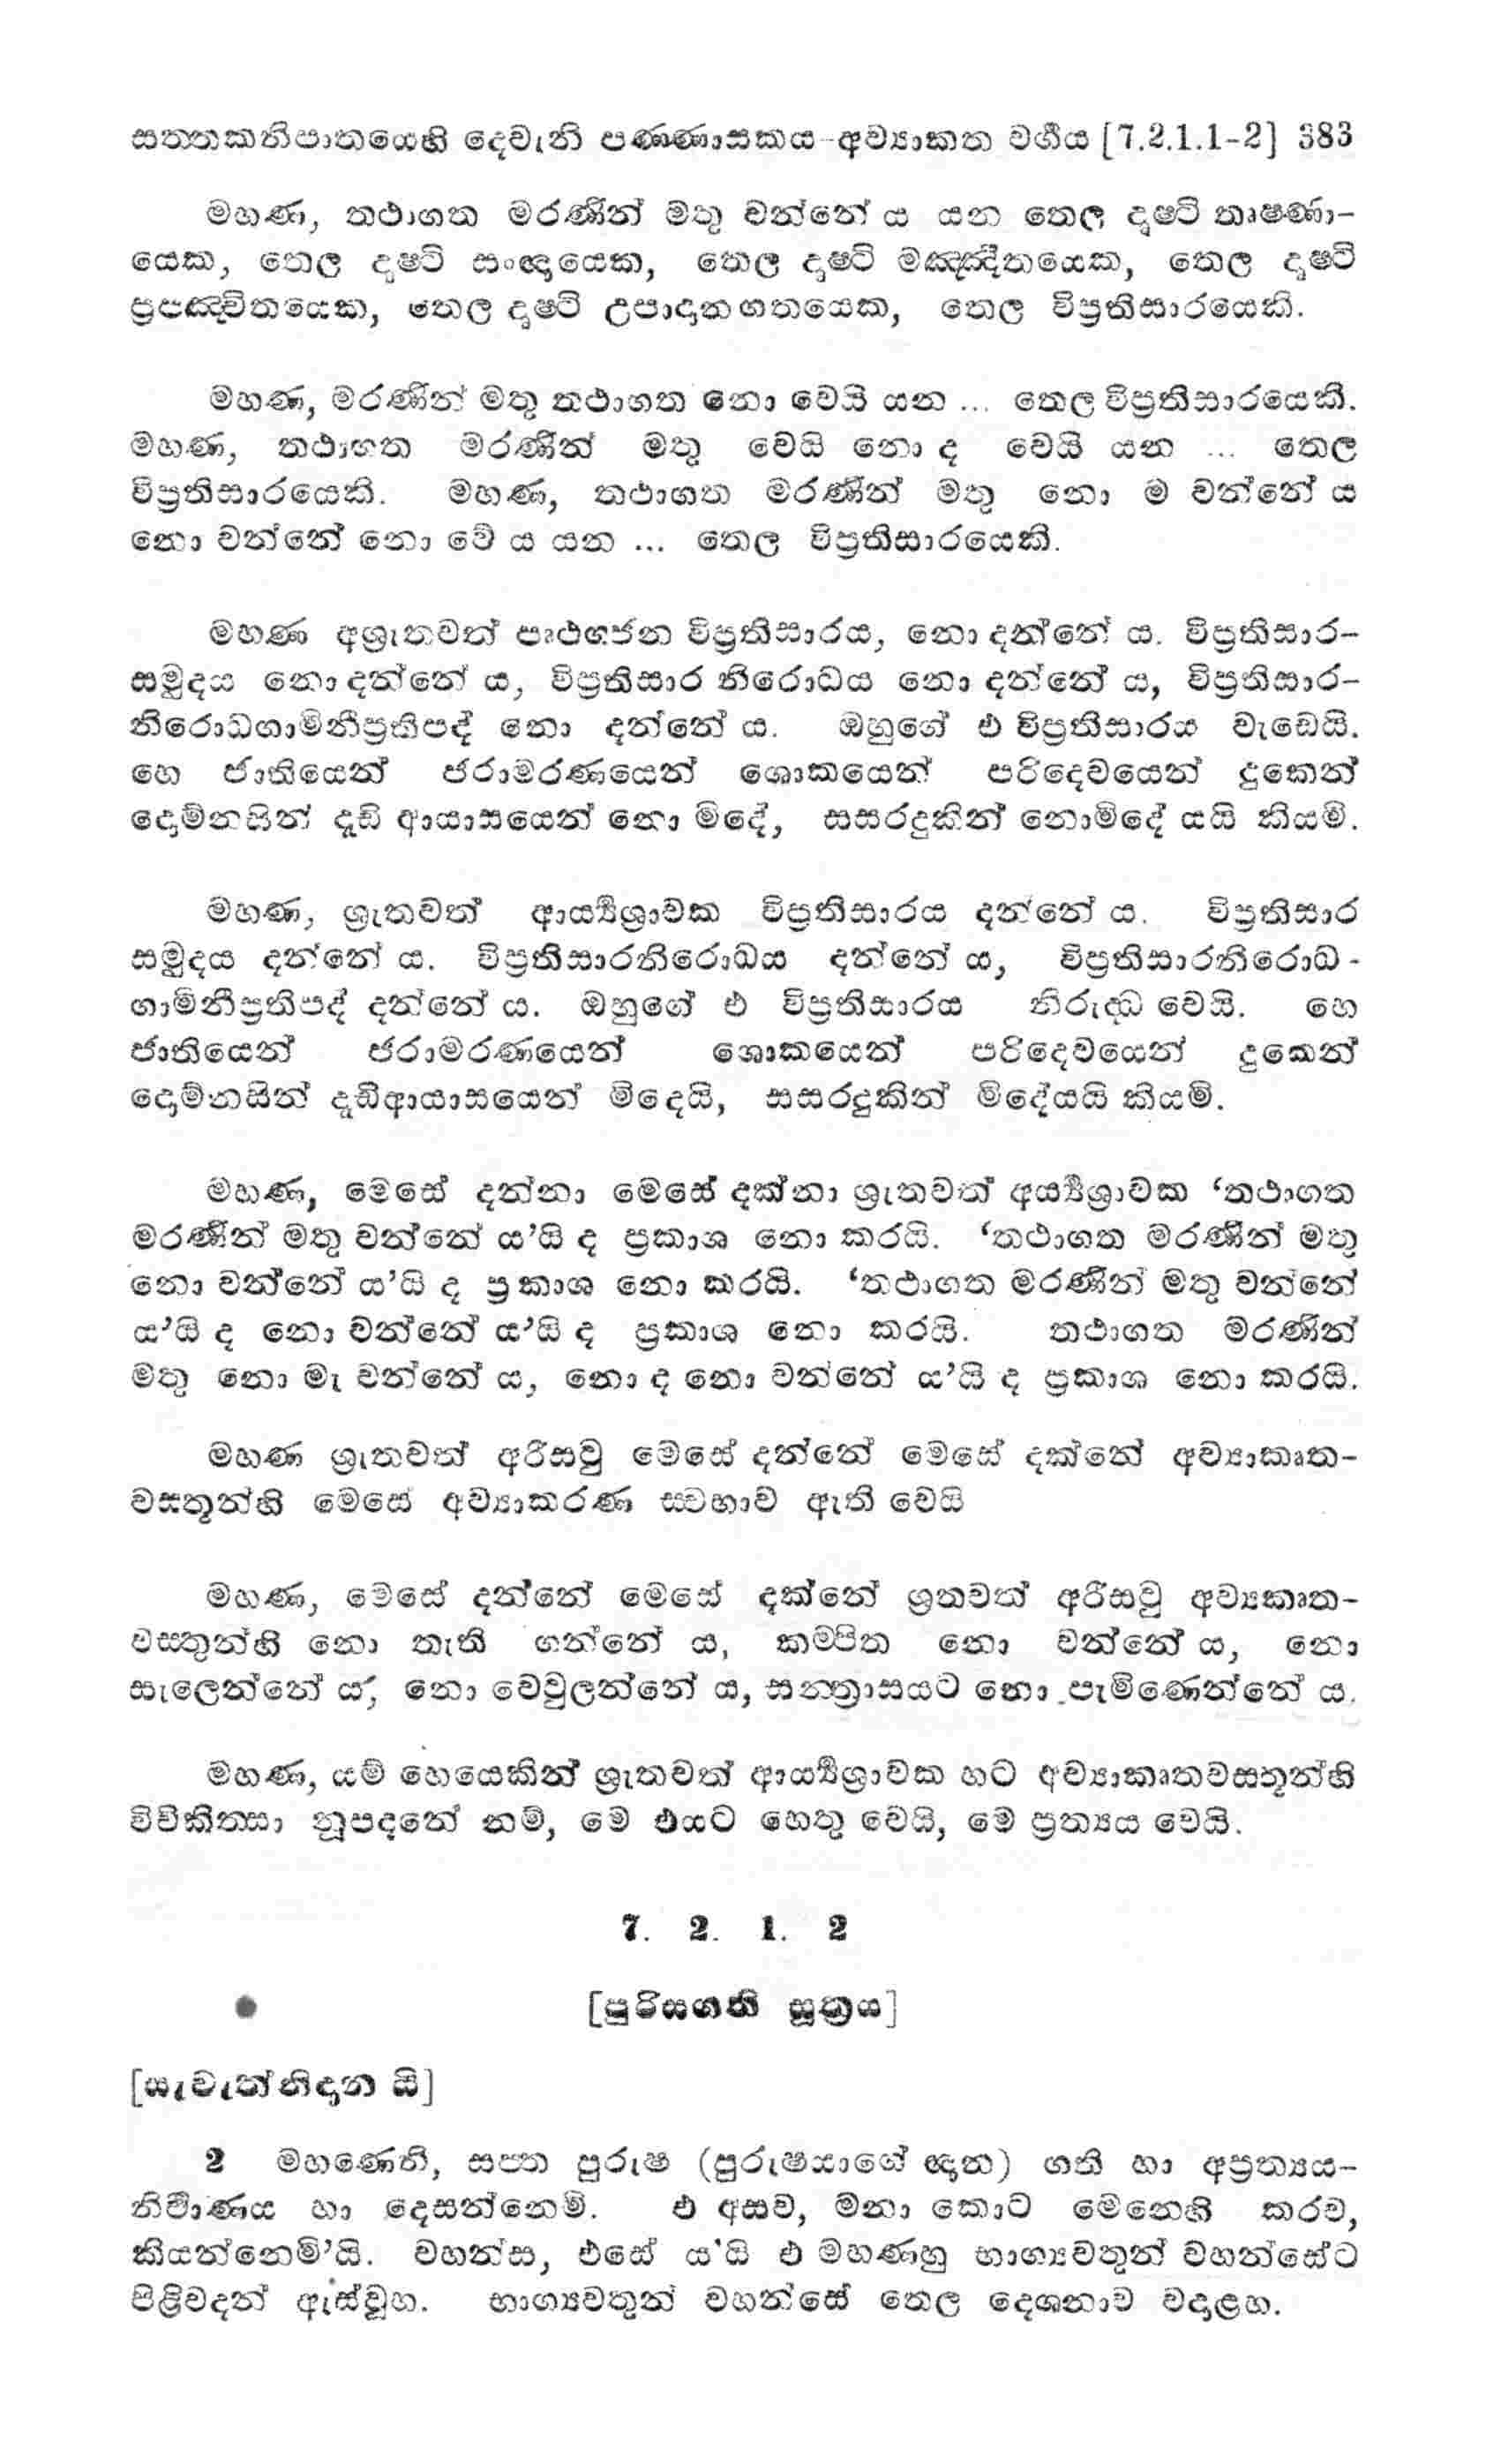 සත්තකනිපාතයෙහි දෙවැනි පණ්ණාසකය-අව්‍යාකත වර්ගය [7.2.1.1-2] 383
මහණ, තථාගත මරණින් මතු වන්නේ ය යන තෙල දෘෂ්ටි තෘෂ්ණා-
යෙක, තෙල දෘෂ්ටි සංඥායෙක, තෙල දෘෂ්ටි මඤ්ඤිතයෙක, තෙල දෘෂ්ටි
ප්‍රපඤ්චිතයෙක, තෙල දෘෂ්ටි උපාදානගතයෙක, තෙල විප්‍රතිසාරයෙකි.
මහණ, මරණින් මතු තථාගත නො වෙයි යන ... තෙල විප්‍රතිසාරයෙකි.
මහණ, තථාගත මරණින් මතු වෙයි නො ද වෙයි යන ... තෙල
විප්‍රතිසාරයෙකි. මහණ, තථාගත මරණින් මතු නො ම වන්නේ ය
නො වන්නේ නො වේ ය යන ... තෙල විප්‍රතිසාරයෙකි.
මහණ අශ්‍රැතවත් පෘථග්ජන විප්‍රතිසාරය, නො දන්නේ ය. විප්‍රතිසාර-
සමුදය නො දන්නේ ය, විප්‍රතිසාර නිරොධය නො දන්නේ ය, විප්‍රතිසාර-
නිරොධගාමිනීප්‍රතිපද් නො දන්නේ ය. ඔහුගේ එ විප්‍රතිසාරය වැඩෙයි.
හෙ ජාතියෙන් ජරාමරණයෙන් ශොකයෙන් පරිදෙවයෙන් දුකෙන්
දොම්නසින් දැඩි ආයාසයෙන් නො මිදේ, සසරදුකින් නොමිදේ යයි කියමි.
මහණ, ශ්‍රැතවත් ආර්‍ය්‍යශ්‍රාවක විප්‍රතිසාරය දන්නේ ය. විප්‍රතිසාර
සමුදය දන්නේ ය. විප්‍රතිසාරනිරොධය දන්නේ ය, විප්‍රතිසාරනිරොධ-
ගාමිනීප්‍රතිපද් දන්නේ ය. ඔහුගේ එ විප්‍රතිසාරය නිරුද්ධ වෙයි. හෙ
ජාතියෙන් ජරාමරණයෙන් ශොකයෙන් පරිදෙවයෙන් දුකෙන්
දොම්නසින් දැඩිආයාසයෙන් මිදෙයි, සසරදුකින් මිදේයයි කියමි.
මහණ, මෙසේ දන්නා මෙසේ දක්නා ශ්‍රැතවත් අර්‍ය්‍යශ්‍රාවක ‘තථාගත
මරණින් මතු වන්නේ ය’යි ද ප්‍රකාශ නො කරයි. ‘තථාගත මරණින් මතු
නො වන්නේ ය’යි ද ප්‍රකාශ නො කරයි. ‘තථාගත මරණින් මතු වන්නේ
ය’යි ද නො වන්නේ ය’යි ද ප්‍රකාශ නො කරයි. තථාගත මරණින්
මතු නො මැ වන්නේ ය, නො ද නො වන්නේ ය’යි ද ප්‍රකාශ නො කරයි.
මහණ ශ්‍රැතවත් අරිසවු මෙසේ දන්නේ මෙසේ දක්නේ අව්‍යාකෘත-
වස්තූන්හි මෙසේ අව්‍යාකරණ ස්වභාව ඇති වෙයි
මහණ, මෙසේ දන්නේ මෙසේ දක්නේ ශ්‍රතවත් අරිසවු අව්‍යකෘත-
වස්තුන්හි නො තැති ගන්නේ ය, කම්පිත නො වන්නේ ය, නො
සැලෙන්නේ ය, නො වෙවුලන්නේ ය, සන්ත්‍රාසයට නො පැමිණෙන්නේ ය.
මහණ, යම් හෙයෙකින් ශ්‍රැතවත් ආර්‍ය්‍යශ්‍රාවක හට අව්‍යාකෘතවස්තූන්හි
විචිකිත්සා නූපදනේ නම්, මෙ එයට හෙතු වෙයි, මෙ ප්‍රත්‍යය වෙයි.
7. 2. 1. 2
[පුරිසගති සූත්‍රය]
[සැවැත්නිදාන යි]
2 මහණෙනි, සප්ත පුරුෂ (පුරුෂයාගේ ඥාන) ගති හා අප්‍රත්‍යය-
නිර්වාණය හා දෙසන්නෙමි. එ අසව, මනා කොට මෙනෙහි කරව,
කියන්නෙමි’යි. වහන්ස, එසේ ය’යි එ මහණහු භාග්‍යවතුන් වහන්සේට
පිළිවදන් ඇස්වූහ. භාග්‍යවතුන් වහන්සේ තෙල දෙශනාව වදාළහ.